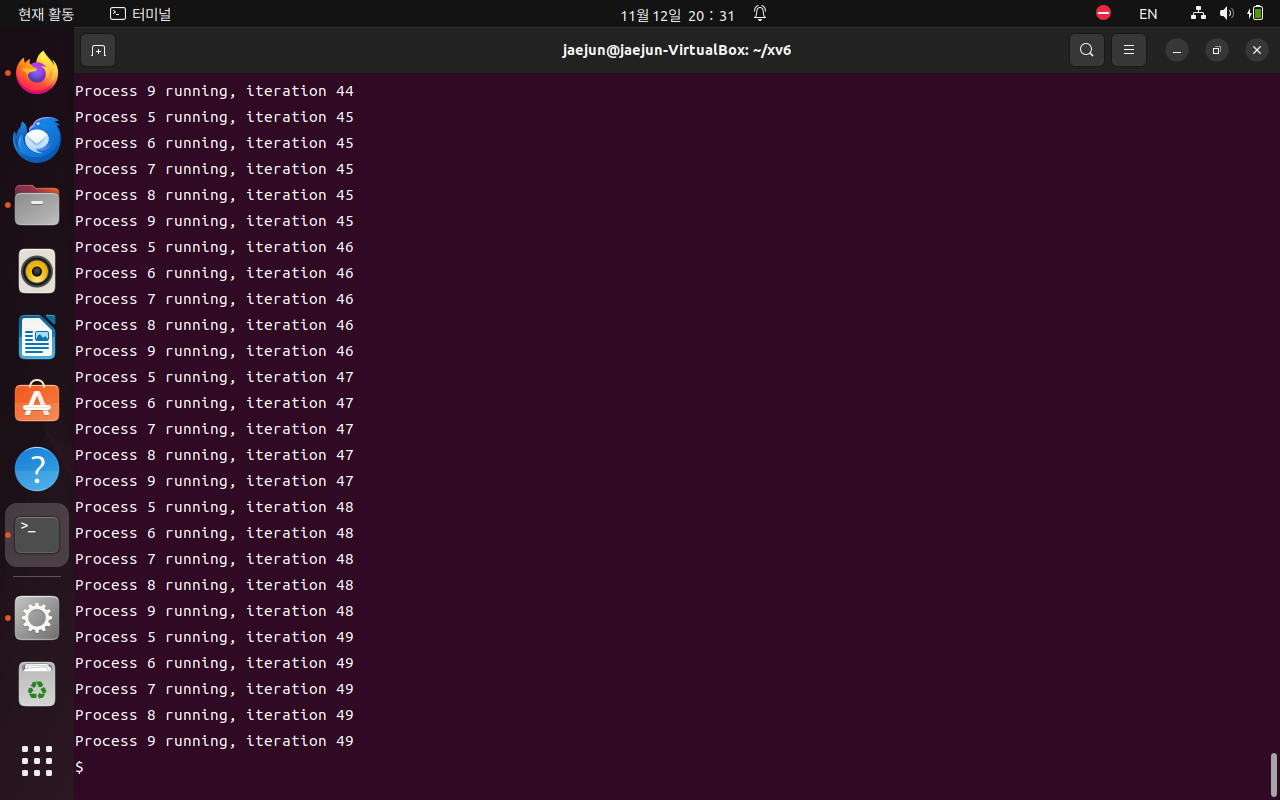 현재 활동 터미널 11월 12일 20 : 31 EN
jaejun@jaejun-VirtualBox: ~/xv6
Process 9 running, iteration 44
Process 5 running, iteration 45
Process 6 running, iteration 45
Process 7 running, iteration 45
Process 8 running, iteration 45
Process 9 running, iteration 45
Process 5 running, iteration 46
Process 6 running, iteration 46
Process 7 running, iteration 46
Process 8 running, iteration 46
Process 9 running, iteration 46
Process 5 running, iteration 47
Process 6 running, iteration 47
Process 7 running, iteration 47
Process 8 running, iteration 47
Process 9 running, iteration 47
Process 5 running, iteration 48
Process 6 running, iteration 48
Process 7 running, iteration 48
Process 8 running, iteration 48
Process 9 running, iteration 48
Process 5 running, iteration 49
Process 6 running, iteration 49
Process 7 running, iteration 49
Process 8 running, iteration 49
Process 9 running, iteration 49
$